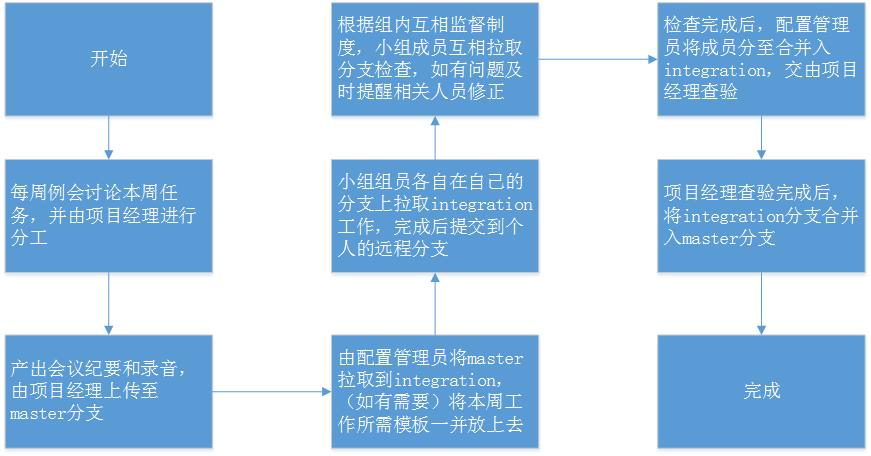 开始
每周例会讨论本周任
务，并由项目经理进行
分工
产出会议纪要和录音，
由项目经理上传至
master分支
由配置管理员将master
拉取到integration，
（如有需要）将本周工
作所需模板一并放上去
小组组员各自在自己的
分支上拉取integration
工作，完成后提交到个
人的远程分支
根据组内互相监督制
度，小组成员互相拉取
分支检查，如有问题及
时提醒相关人员修正
检查完成后，配置管理
员将成员分至合并入
integration，交由项目
经理查验
项目经理查验完成后，
将integration分支合并
入master分支
完成